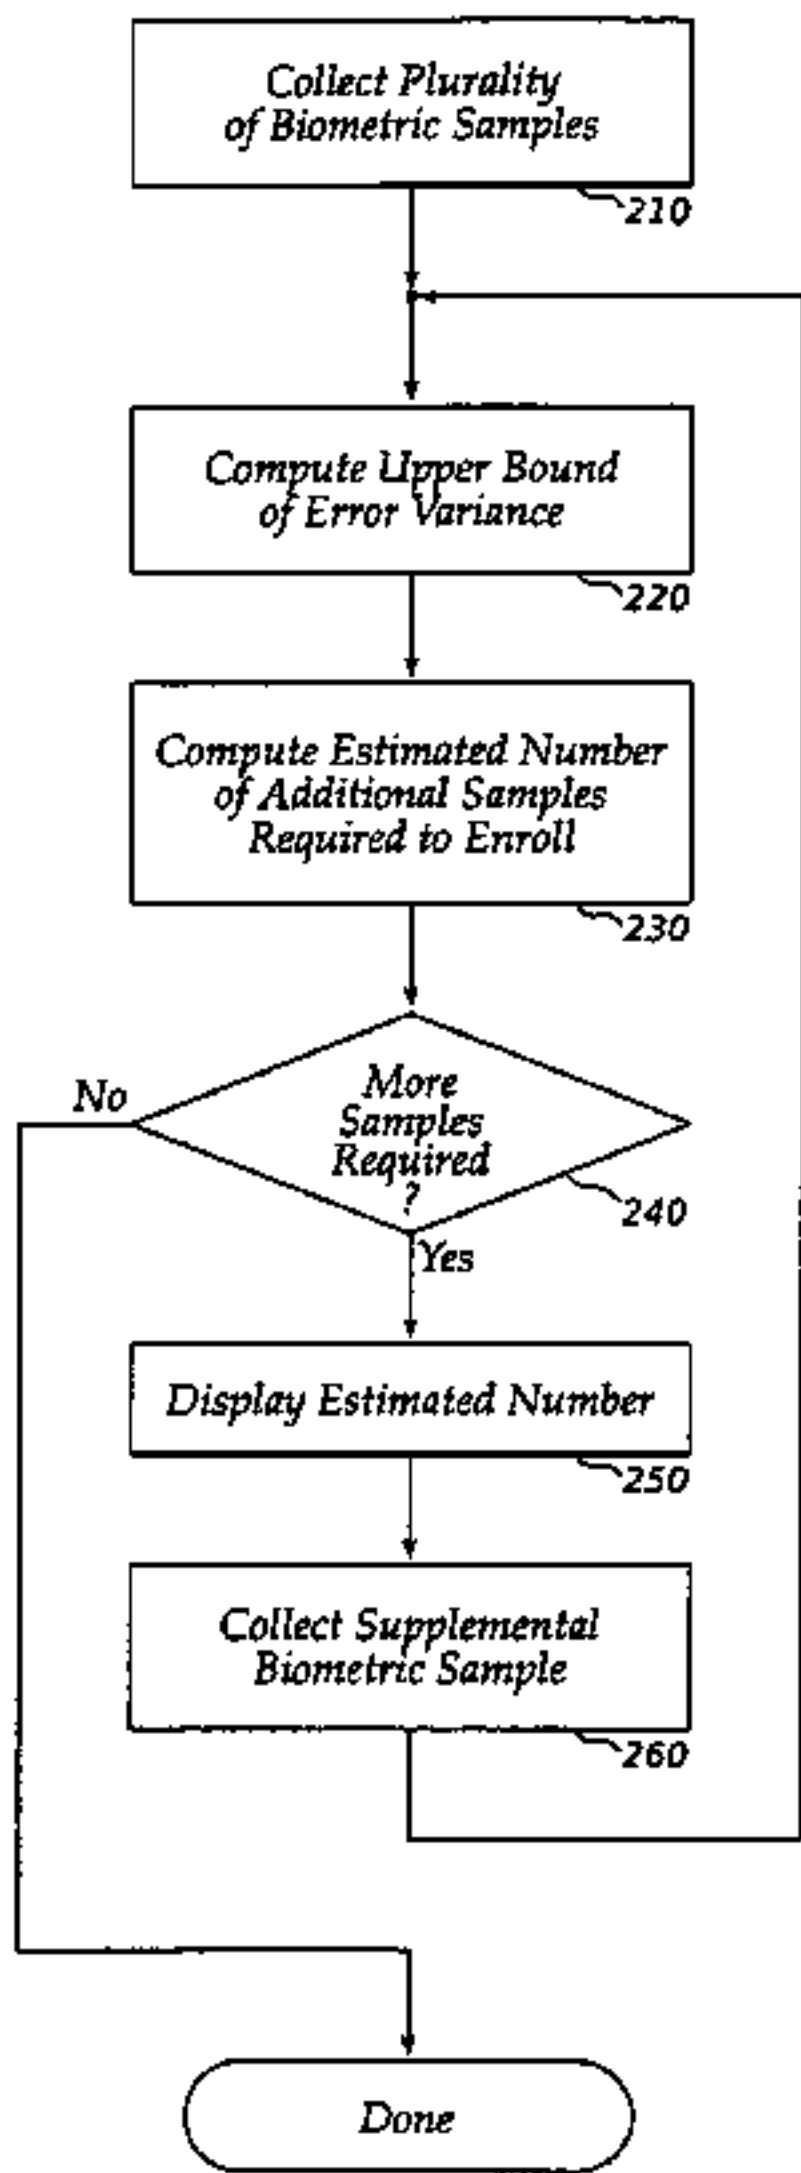 Collect Plurality
of Biometric Samples
210
Compute Upper Bound
of Error Variance
220
Compute Estimated Number
of Additional Samples
Required to Enroll
230
No
More
Samples
Required
?
240
Yes
Display Estimated Number
250
Collect Supplemental
Biometric Sample
260
Done